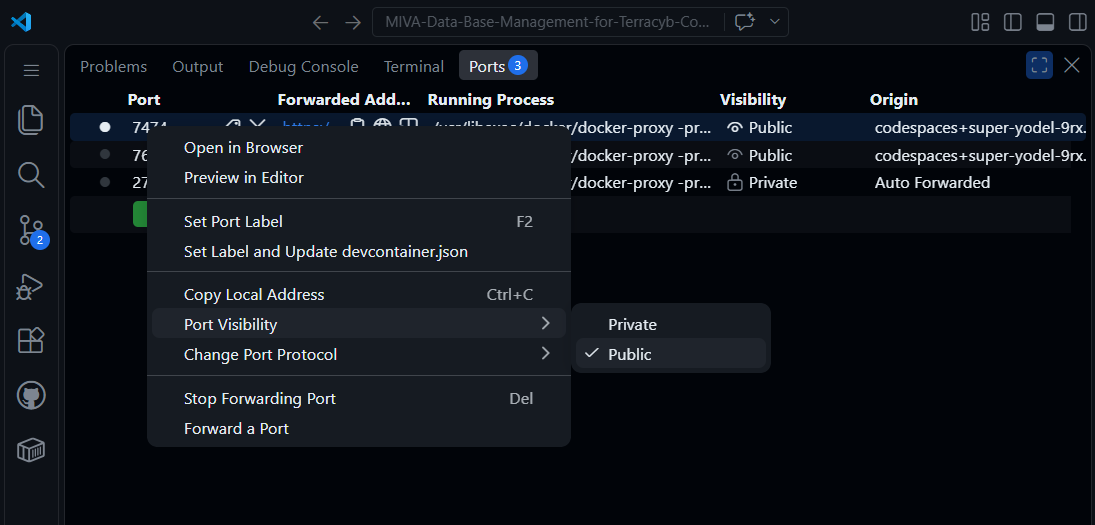 MIVA-Data-Base-Management-for-Terracyb-Co...
Problems Output Debug Console Terminal Ports 3
Port Forwarded Add... Running Process Visibility Origin
7474 /docker-proxy -pr... Public codespaces+super-yodel-9rx.
/docker-proxy -pr... Public codespaces+super-yodel-9rx.
/docker-proxy -pr... Private Auto Forwarded
Open in Browser
Preview in Editor
Set Port Label F2
Set Label and Update devcontainer.json
Copy Local Address Ctrl+C
Port Visibility
Change Port Protocol
Stop Forwarding Port Del
Forward a Port
Private
Public
2